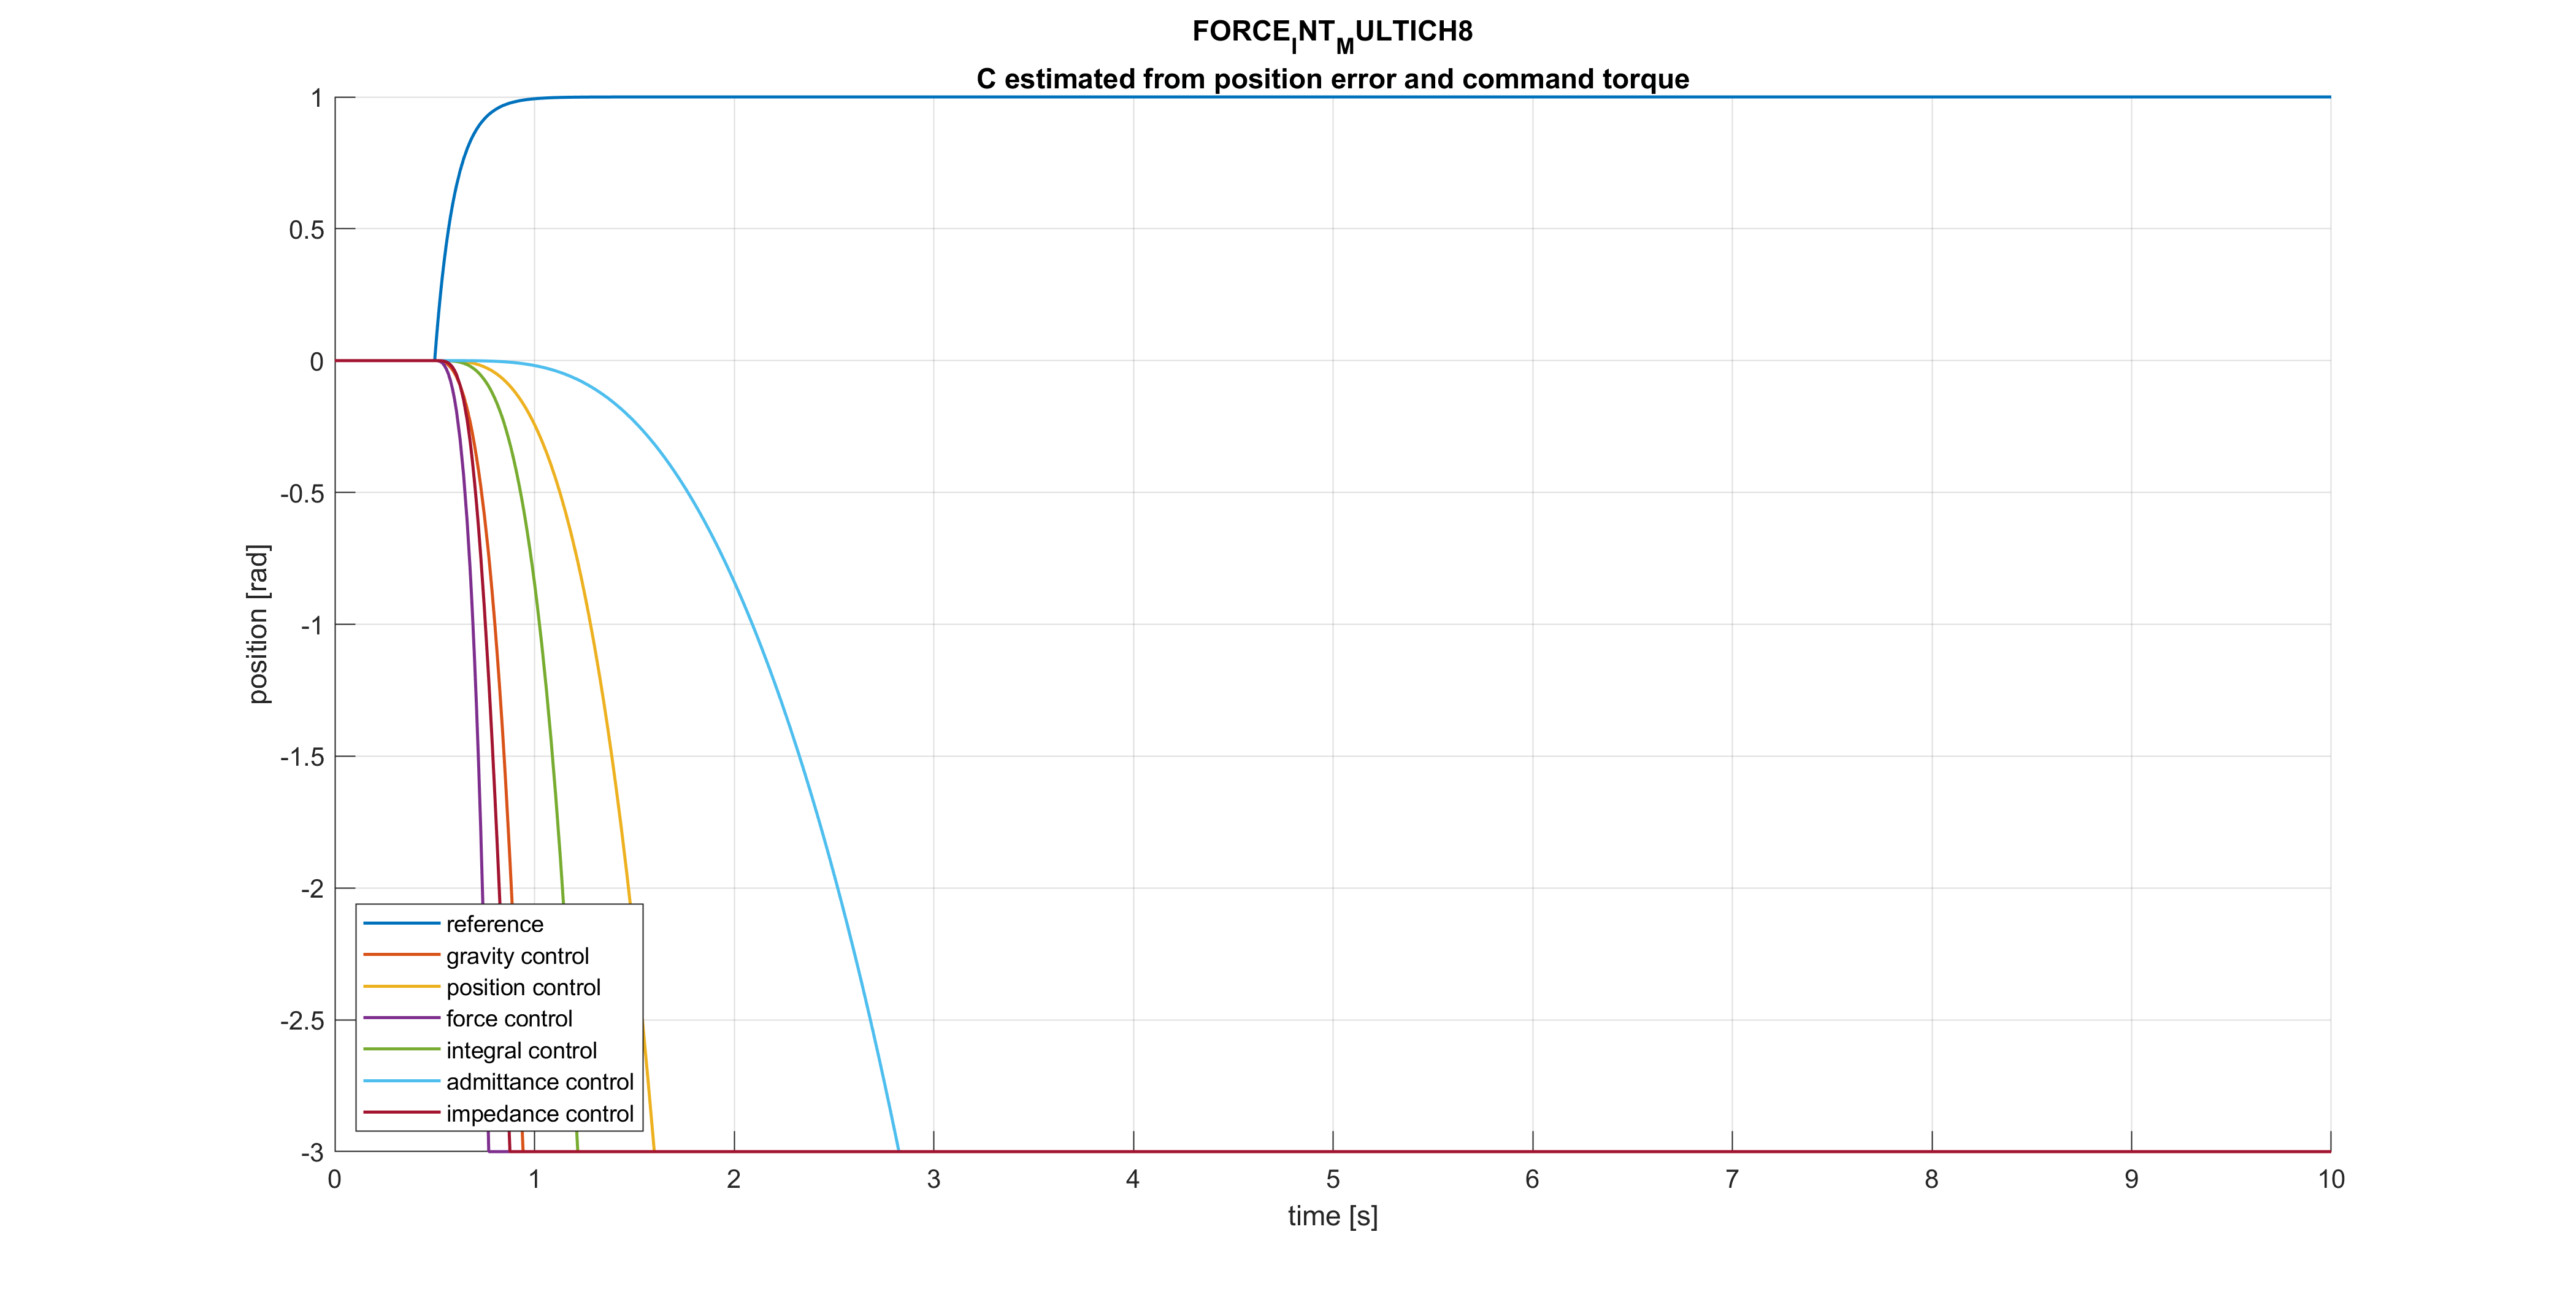 FORCE_INT_MULTICH8
C estimated from position error and command torque
1
0.5
0
-0.5
-1
-1.5
-2
-2.5
-3
position [rad]
reference
gravity control
position control
force control
integral control
admittance control
impedance control
0 1 2 3 4 5 6 7 8 9 10
time [s]